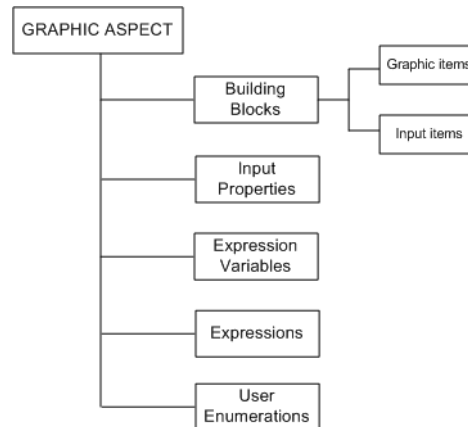 GRAPHIC ASPECT
Building
Blocks
Graphic items
Input items
Input
Properties
Expression
Variables
Expressions
User
Enumerations